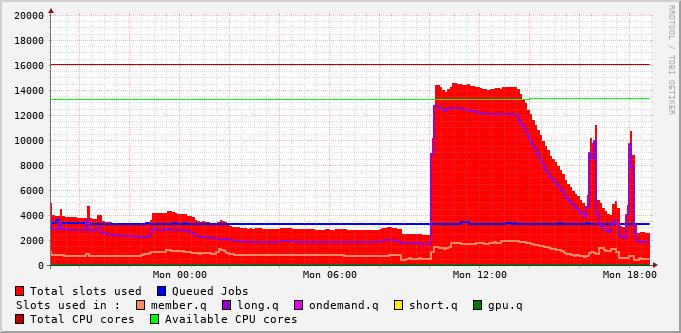 20000
18000
16000
14000
12000
10000
8000
6000
4000
2000
0
Mon 00:00 Mon 06:00 Mon 12:00 Mon 18:00
RRDTOOL / TOBI OETIKER
Total slots used Queued Jobs
Slots used in : member.q long.q ondemand.q short.q gpu.q
Total CPU cores Available CPU cores